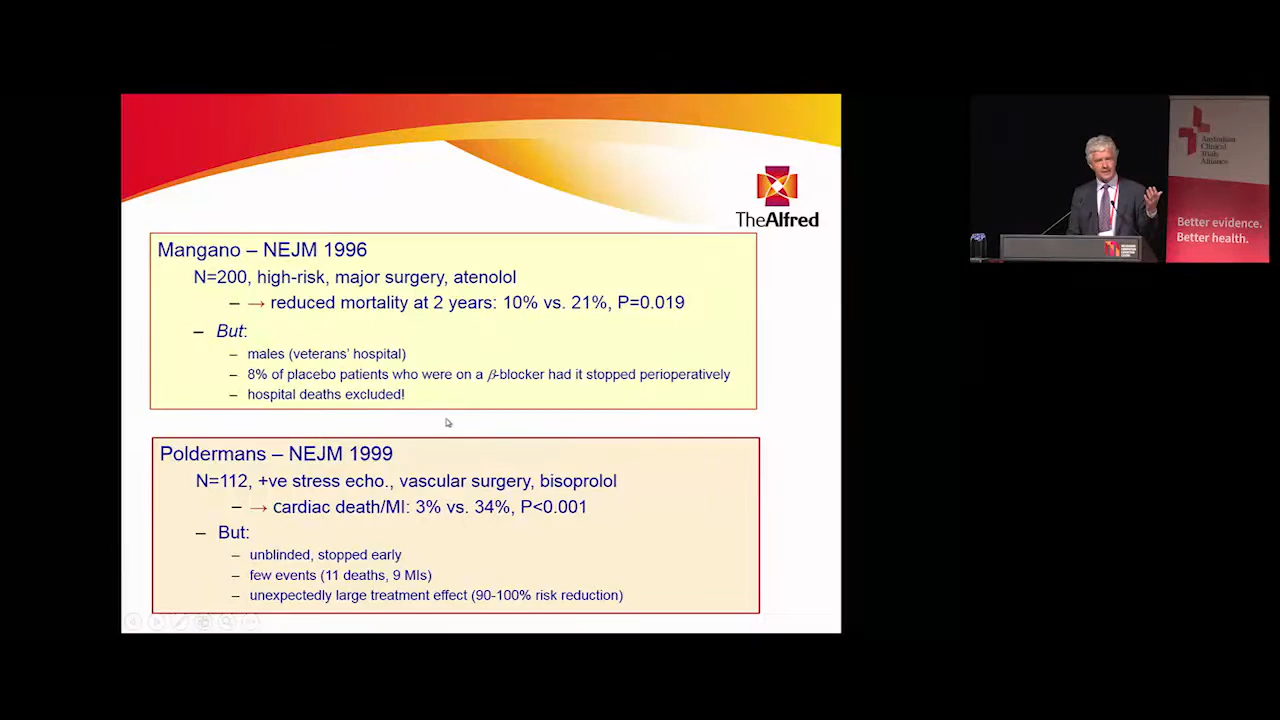 TheAlfred
Mangano – NEJM 1996
N=200, high-risk, major surgery, atenolol
– → reduced mortality at 2 years: 10% vs. 21%, P=0.019
– But:
– males (veterans' hospital)
– 8% of placebo patients who were on a β-blocker had it stopped perioperatively
– hospital deaths excluded!
Poldermans – NEJM 1999
N=112, +ve stress echo., vascular surgery, bisoprolol
– → cardiac death/MI: 3% vs. 34%, P<0.001
– But:
– unblinded, stopped early
– few events (11 deaths, 9 MIs)
– unexpectedly large treatment effect (90-100% risk reduction)
Australian
Clinical
Trials
Alliance
Better evidence.
Better health.